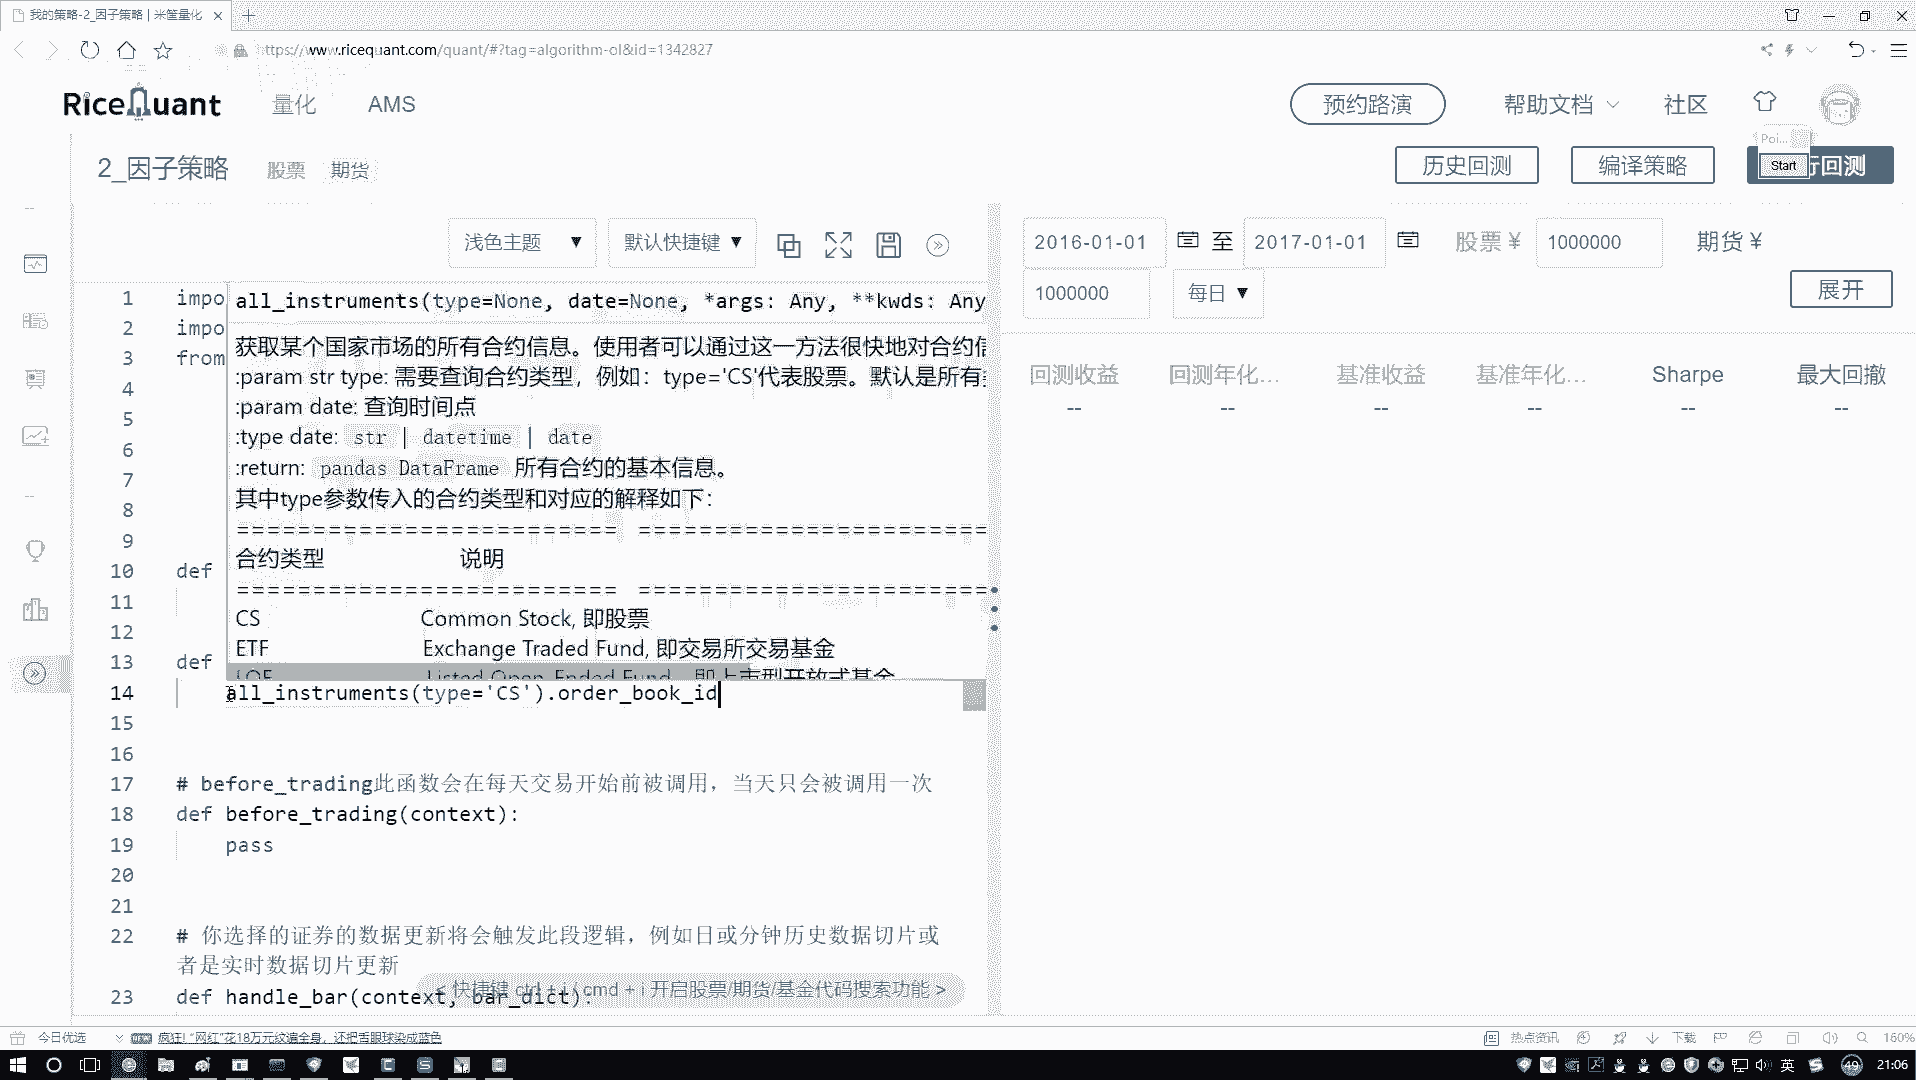 我的策略-2_因子策略 | 米筐量化
https://www.ricequant.com/quant/#?tag=algorithm-ol&id=1342827
RiceQuant 量化 AMS 预约路演 帮助文档 社区
Poi...
2_因子策略 股票 期货 历史回测 编译策略 Start 行回测
浅色主题 ▼ 默认快捷键 ▼
2016-01-01 至 2017-01-01 股票 ¥ 1000000 期货 ¥
1000000 每日 ▼ 展开
回测收益 回测年化... 基准收益 基准年化... Sharpe 最大回撤
-- -- -- -- -- --
1 impo
2 impo
3 from
4
5
6
7
8
9
10 def
11
12
13 def
all_instruments(type=None, date=None, *args: Any, **kwds: Any
获取某个国家市场的所有合约信息。使用者可以通过这一方法很快地对合约信
:param str type: 需要查询合约类型，例如：type='CS'代表股票。默认是所有
:param date: 查询时间点
:type date: str | datetime | date
:return: pandas DataFrame 所有合约的基本信息。
其中type参数传入的合约类型和对应的解释如下：
========================= =========================
合约类型 说明
========================= =========================
CS Common Stock, 即股票
ETF Exchange Traded Fund, 即交易所交易基金
LOF Listed Open-Ended Fund，即上市型开放式基金
14 all_instruments(type='CS').order_book_id
15
16
17 # before_trading此函数会在每天交易开始前被调用，当天只会被调用一次
18 def before_trading(context):
19 pass
20
21
22 # 你选择的证券的数据更新将会触发此段逻辑，例如日或分钟历史数据切片或
者是实时数据切片更新
23 def handle_bar(context, bar_dict):
< 快捷键 ctrl + i / cmd + i 开启股票/期货/基金代码搜索功能 >
今日优选 疯狂! "网红"花18万元纹遍全身，还把眼球染成蓝色 热点资讯 下载 160%
英 49 21:06